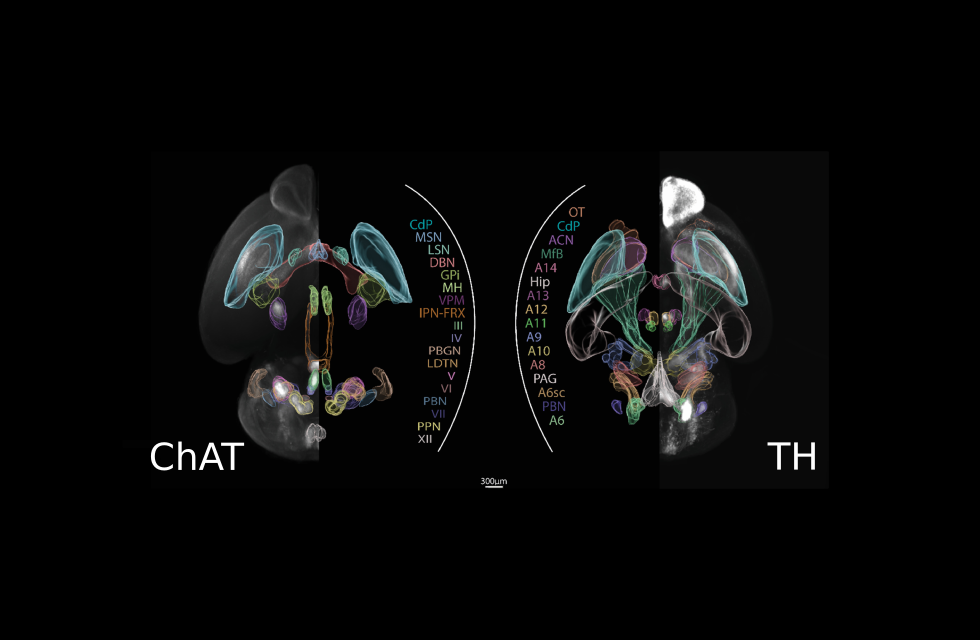 CdP
MSN
LSN
DBN
GPi
MH
VPM
IPN-FRX
III
IV
PBGN
LDTN
V
VI
PBN
VII
PPN
XII
ChAT
OT
CdP
ACN
MfB
A14
Hip
A13
A12
A11
A9
A10
A8
PAG
A6sc
PBN
A6
TH
300µm